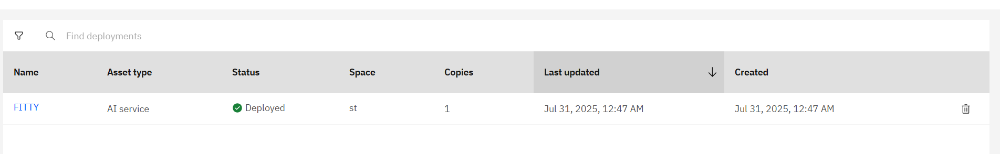 Find deployments
Name Asset type Status Space Copies Last updated Created
FITTY AI service Deployed st 1 Jul 31, 2025, 12:47 AM Jul 31, 2025, 12:47 AM